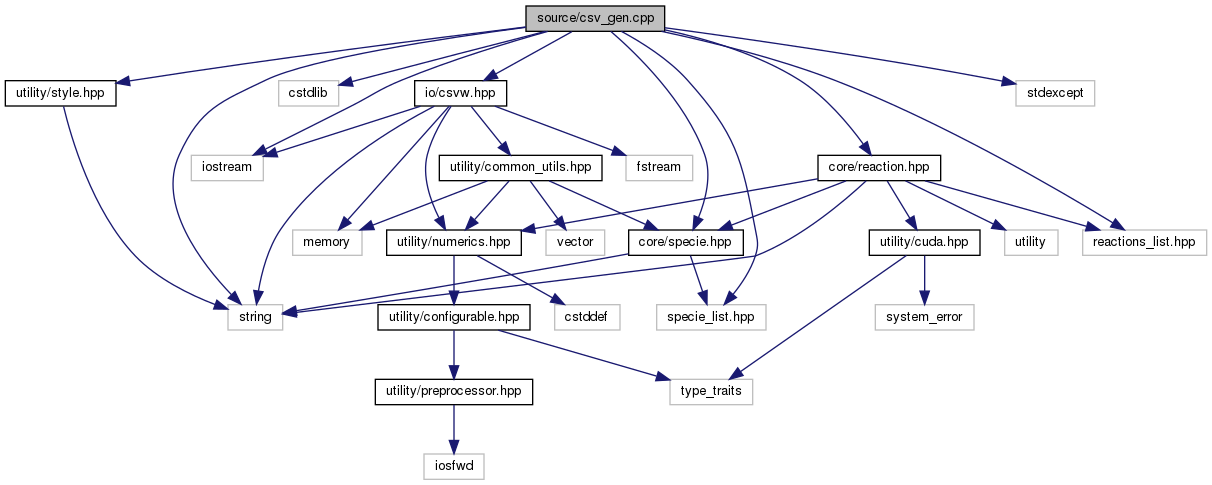 source/csv_gen.cpp
utility/style.hpp
cstdlib
io/csvw.hpp
stdexcept
iostream
utility/common_utils.hpp
fstream
core/reaction.hpp
memory
utility/numerics.hpp
vector
core/specie.hpp
utility/cuda.hpp
utility
reactions_list.hpp
string
utility/configurable.hpp
cstddef
specie_list.hpp
system_error
utility/preprocessor.hpp
type_traits
iosfwd